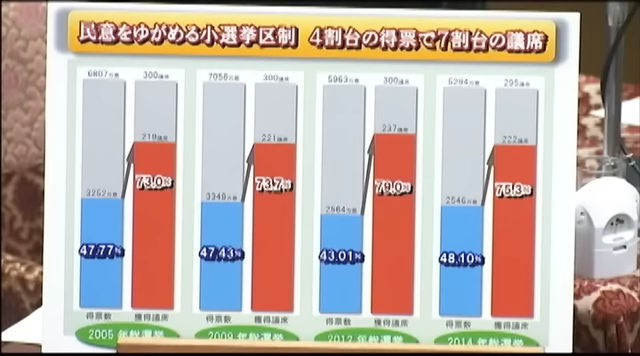 民意をゆがめる小選挙区制 4割台の得票で7割台の議席
6807万票 300議席 7058万票 300議席 5963万票 300議席 295議席
219議席 221議席 237議席 222議席
73.0% 73.7% 79.0% 75.3%
3252万票 3348万票 2564万票 2546万票
47.77% 47.43% 43.01% 48.10%
得票数 獲得議席 得票数 獲得議席 得票数 獲得議席 得票数 獲得議席
2005年総選挙 2009年総選挙 2012年総選挙 2014年総選挙